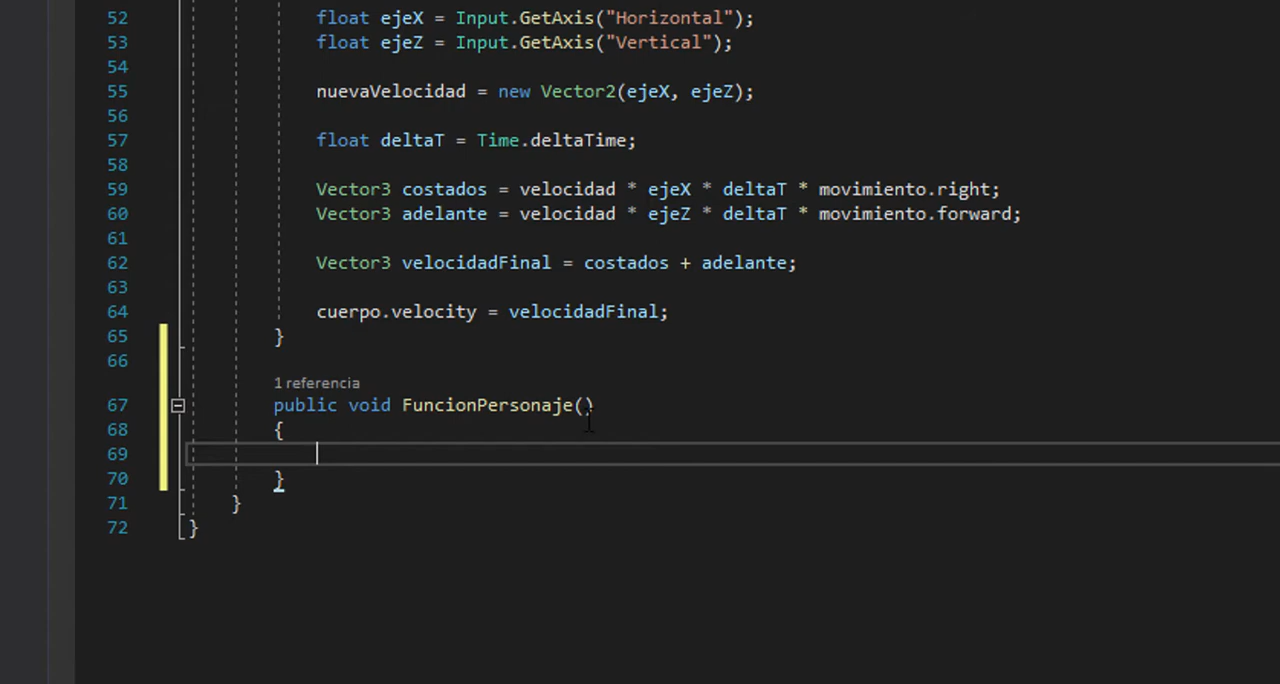 52 float ejeX = Input.GetAxis("Horizontal");
53 float ejeZ = Input.GetAxis("Vertical");
54
55 nuevaVelocidad = new Vector2(ejeX, ejeZ);
56
57 float deltaT = Time.deltaTime;
58
59 Vector3 costados = velocidad * ejeX * deltaT * movimiento.right;
60 Vector3 adelante = velocidad * ejeZ * deltaT * movimiento.forward;
61
62 Vector3 velocidadFinal = costados + adelante;
63
64 cuerpo.velocity = velocidadFinal;
65 }
66
1 referencia
67 public void FuncionPersonaje()
68 {
69
70 }
71 }
72 }